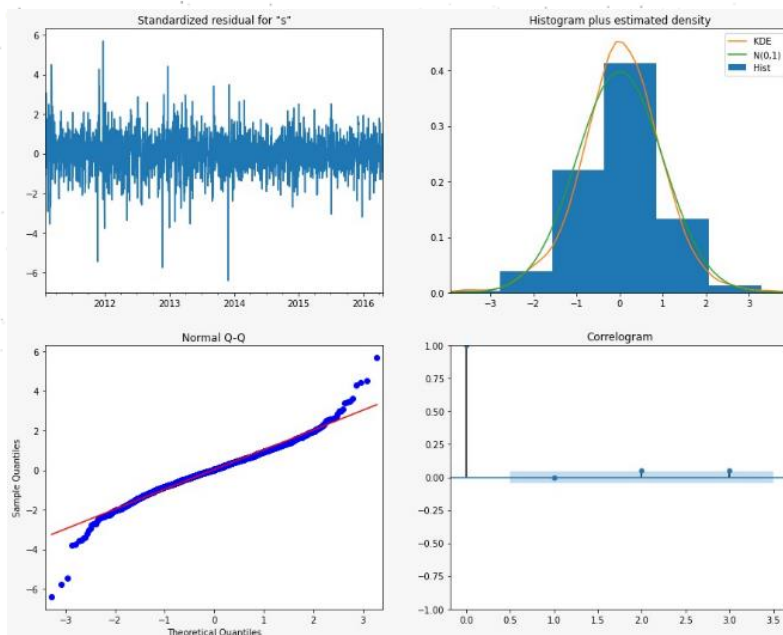 Standardized residual for "s"
6
4
2
0
−2
−4
−6
2012 2013 2014 2015 2016
Histogram plus estimated density
KDE
N(0,1)
Hist
0.4
0.3
0.2
0.1
0.0
−3 −2 −1 0 1 2 3
Normal Q-Q
6
4
2
0
−2
−4
−6
Sample Quantiles
−3 −2 −1 0 1 2 3
Theoretical Quantiles
Correlogram
1.00
0.75
0.50
0.25
0.00
−0.25
−0.50
−0.75
−1.00
0.0 0.5 1.0 1.5 2.0 2.5 3.0 3.5